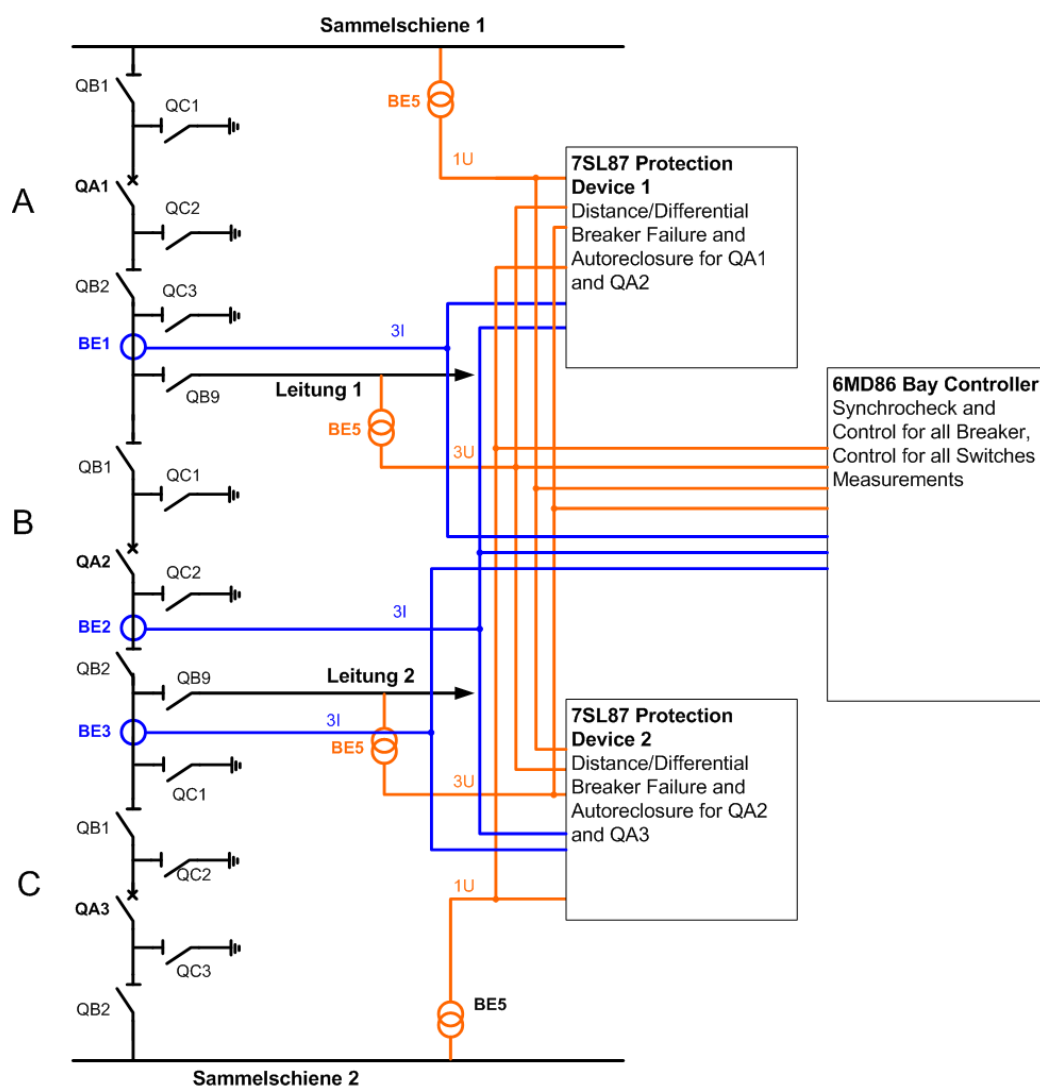 Sammelschiene 1
QB1
BE5
QC1
1U
7SL87 Protection
Device 1
Distance/Differential
Breaker Failure and
Autoreclosure for QA1
and QA2
QA1
A
QC2
QB2
QC3
BE1
3I
6MD86 Bay Controller
Synchrocheck and
Control for all Breaker,
Control for all Switches
Measurements
Leitung 1
QB9
BE5
3U
QB1
QC1
B
QA2
QC2
BE2
3I
QB2
QB9
Leitung 2
7SL87 Protection
Device 2
Distance/Differential
Breaker Failure and
Autoreclosure for QA2
and QA3
BE3
3I
BE5
QC1
3U
QB1
QC2
C
1U
QA3
QC3
QB2
BE5
Sammelschiene 2